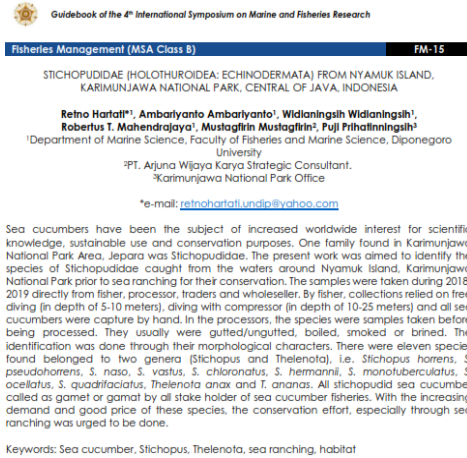 Guidebook of the 4th International Symposium on Marine and Fisheries Research
Fisheries Management (MSA Class B) FM-15
STICHOPUDIDAE (HOLOTHUROIDEA: ECHINODERMATA) FROM NYAMUK ISLAND,
KARIMUNJAWA NATIONAL PARK, CENTRAL OF JAVA, INDONESIA
Retno Hartati*¹, Ambariyanto Ambariyanto¹, Widianingsih Widianingsih¹,
Robertus T. Mahendrajaya¹, Mustagfirin Mustagfirin², Puji Prihatinningsih³
¹Department of Marine Science, Faculty of Fisheries and Marine Science, Diponegoro
University
²PT. Arjuna Wijaya Karya Strategic Consultant.
³Karimunjawa National Park Office
*e-mail: retnohartati.undip@yahoo.com
Sea cucumbers have been the subject of increased worldwide interest for scientific
knowledge, sustainable use and conservation purposes. One family found in Karimunjawa
National Park Area, Jepara was Stichopudidae. The present work was aimed to identify the
species of Stichopudidae caught from the waters around Nyamuk Island, Karimunjawa
National Park prior to sea ranching for their conservation. The samples were taken during 2018-
2019 directly from fisher, processor, traders and wholeseller. By fisher, collections relied on free
diving (in depth of 5-10 meters), diving with compressor (in depth of 10-25 meters) and all sea
cucumbers were capture by hand. In the processors, the species were samples taken before
being processed. They usually were gutted/ungutted, boiled, smoked or brined. The
identification was done through their morphological characters. There were eleven species
found belonged to two genera (Stichopus and Thelenota), i.e. Stichopus horrens, S.
pseudohorrens, S. naso, S. vastus, S. chloronatus, S. hermannii, S. monotuberculatus, S.
ocellatus, S. quadrifaciatus, Thelenota anax and T. ananas. All stichopudid sea cucumber
called as gamet or gamat by all stake holder of sea cucumber fisheries. With the increasing
demand and good price of these species, the conservation effort, especially through sea
ranching was urged to be done.
Keywords: Sea cucumber, Stichopus, Thelenota, sea ranching, habitat